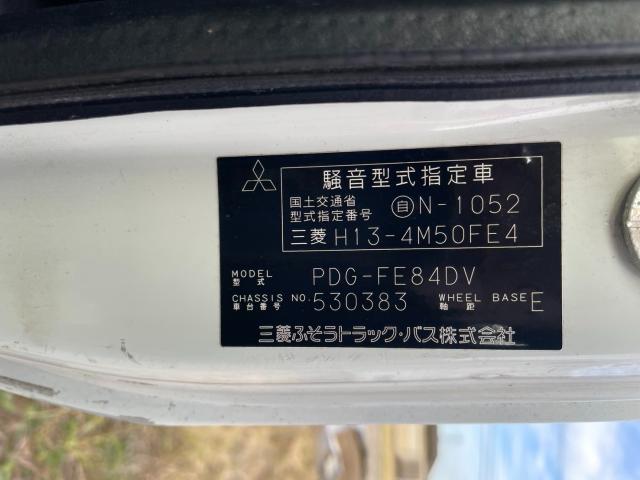 騒音型式指定車
国土交通省
型式指定番号 自N-1052
三菱 H13-4M50FE4
MODEL
型式 PDG-FE84DV
CHASSIS NO. 530383 WHEEL BASE E
車台番号 軸距
三菱ふそうトラック・バス株式会社